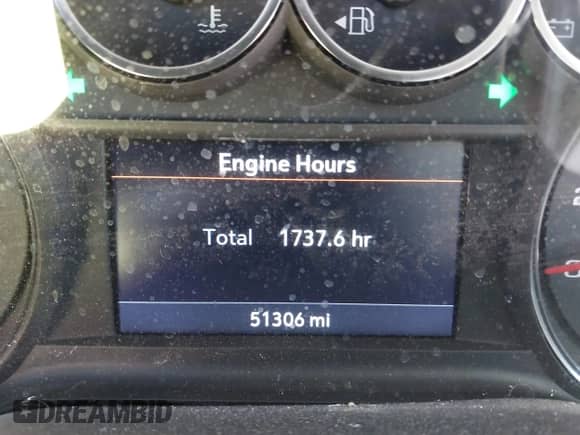 Engine Hours
Total 1737.6 hr
51306 mi
DREAMBID